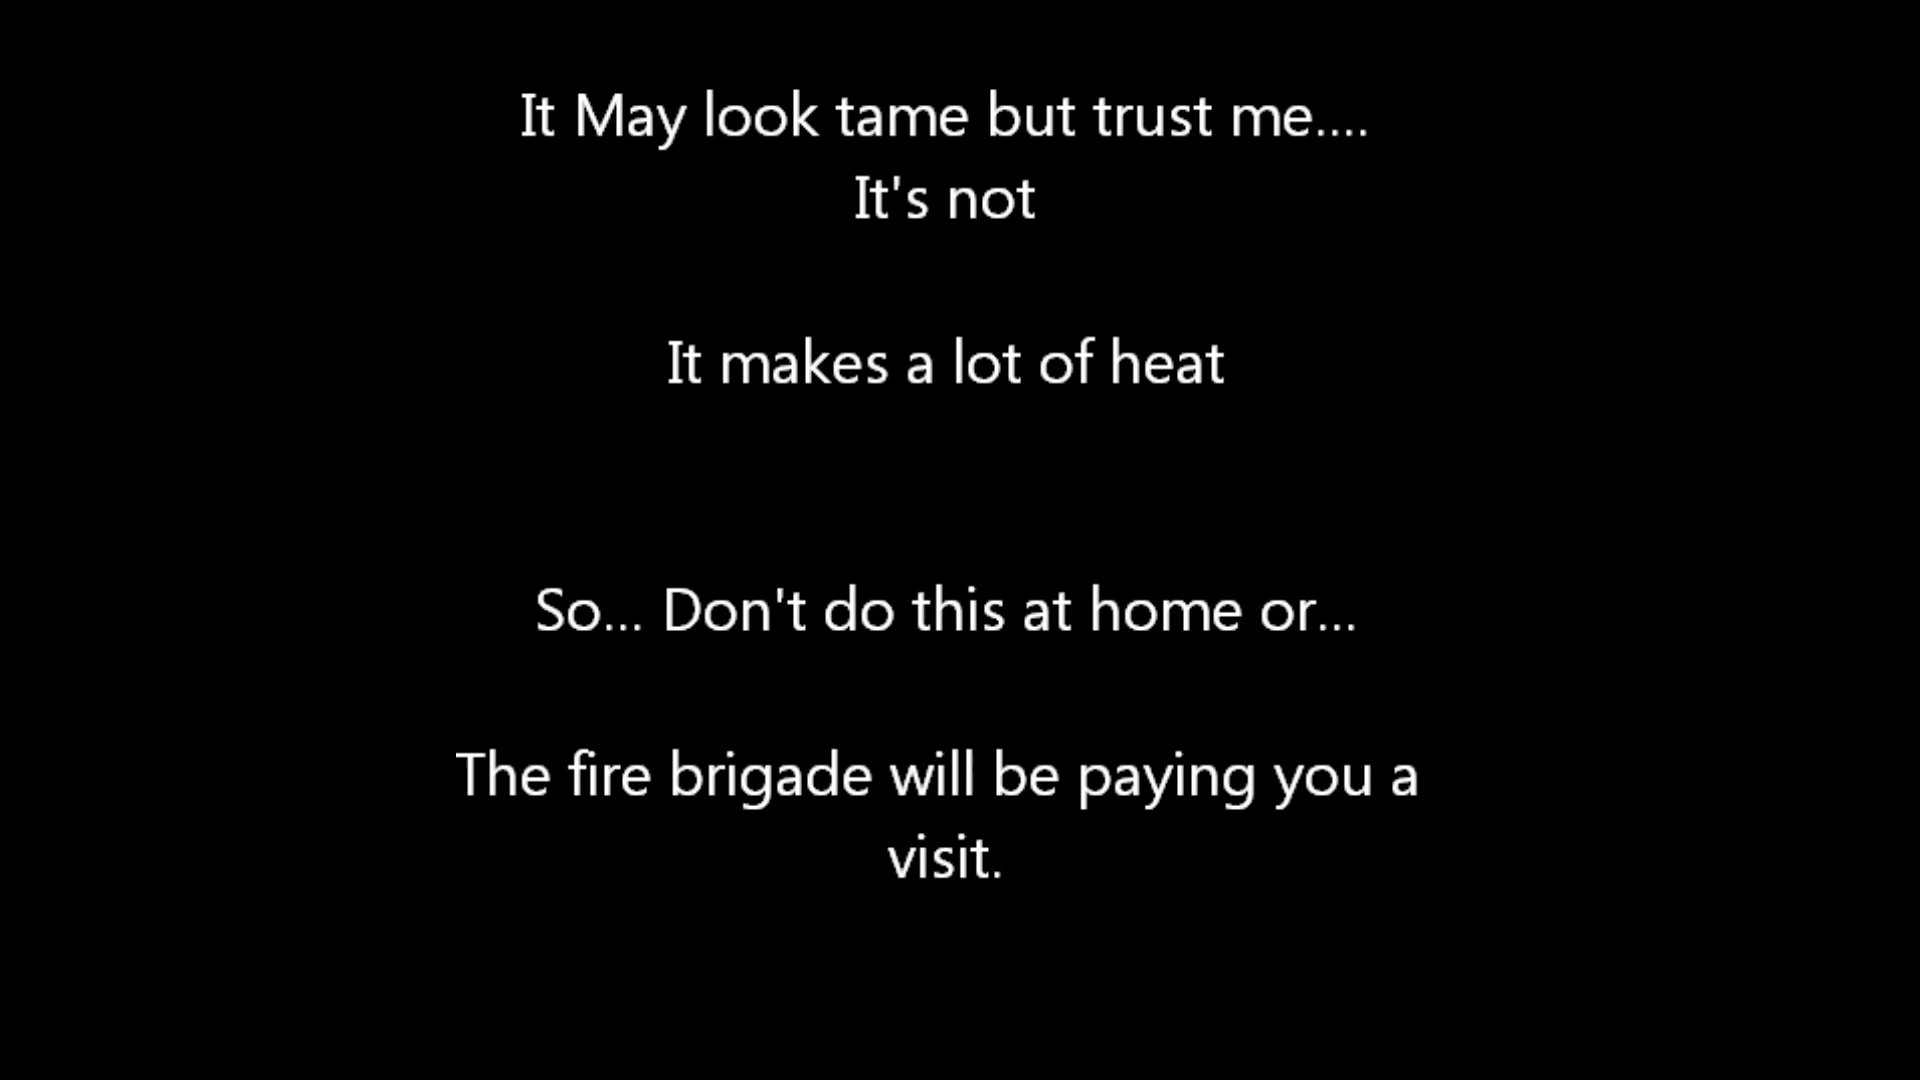 It May look tame but trust me....
It's not
It makes a lot of heat
So... Don't do this at home or...
The fire brigade will be paying you a
visit.